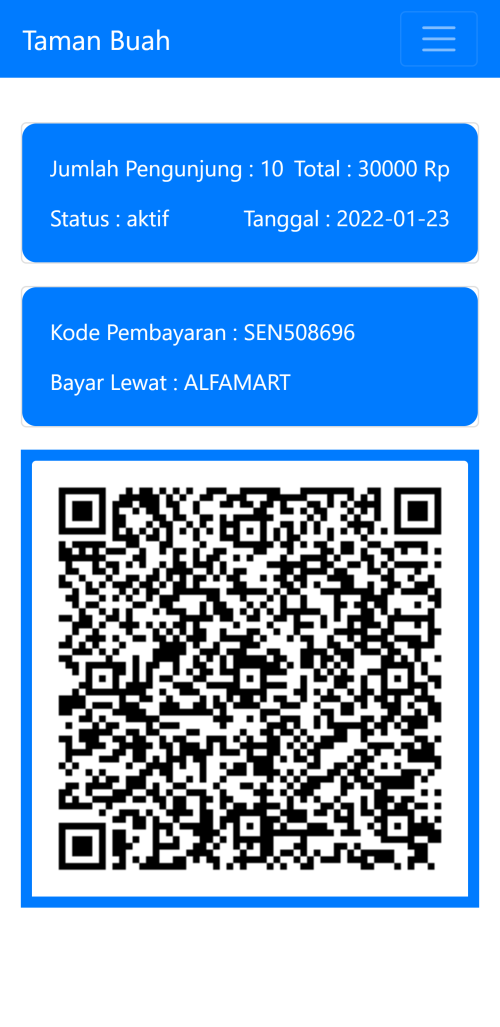 Taman Buah
Jumlah Pengunjung : 10 Total : 30000 Rp
Status : aktif Tanggal : 2022-01-23
Kode Pembayaran : SEN508696
Bayar Lewat : ALFAMART